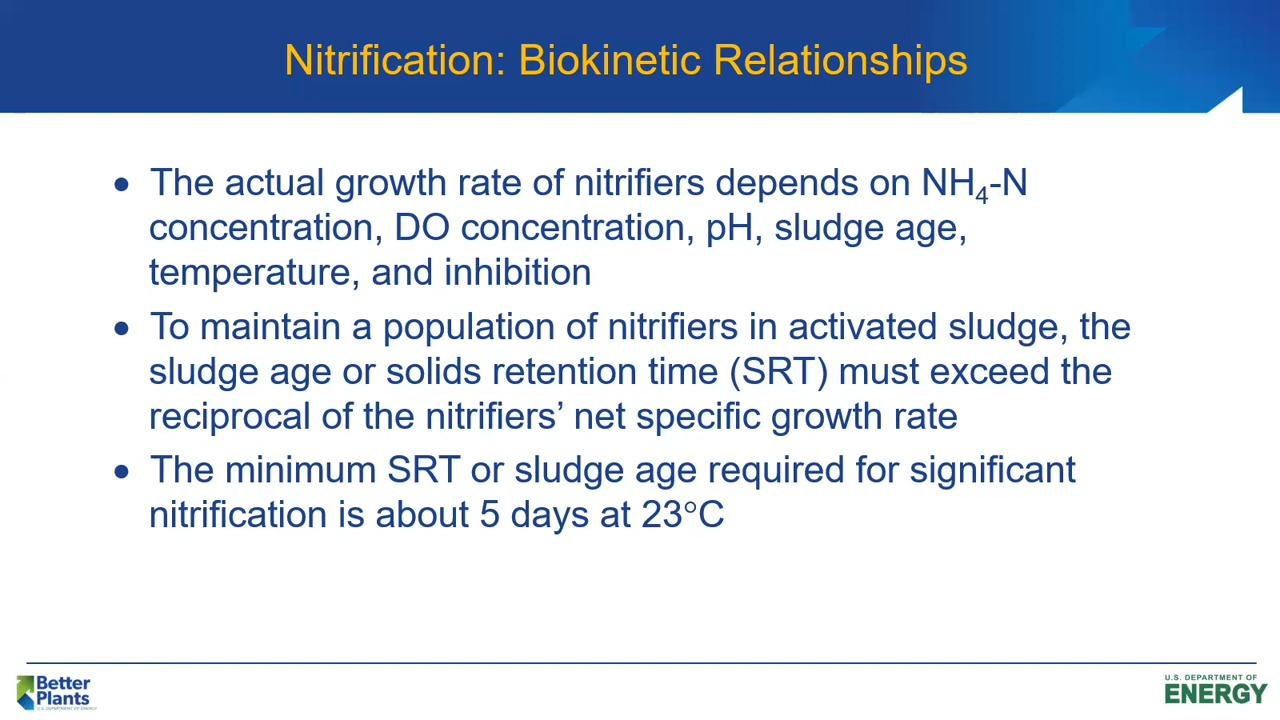 Nitrification: Biokinetic Relationships
• The actual growth rate of nitrifiers depends on NH₄-N
concentration, DO concentration, pH, sludge age,
temperature, and inhibition
• To maintain a population of nitrifiers in activated sludge, the
sludge age or solids retention time (SRT) must exceed the
reciprocal of the nitrifiers’ net specific growth rate
• The minimum SRT or sludge age required for significant
nitrification is about 5 days at 23°C
Better
Plants
U.S. DEPARTMENT OF ENERGY
U.S. DEPARTMENT OF
ENERGY